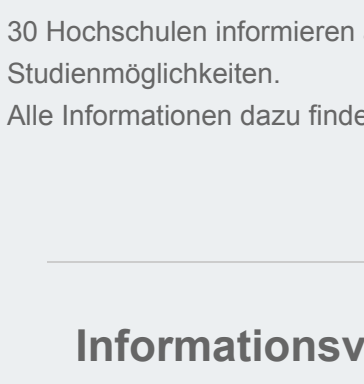 30 Hochschulen informieren
Studienmöglichkeiten.
Alle Informationen dazu finde
Informationsv